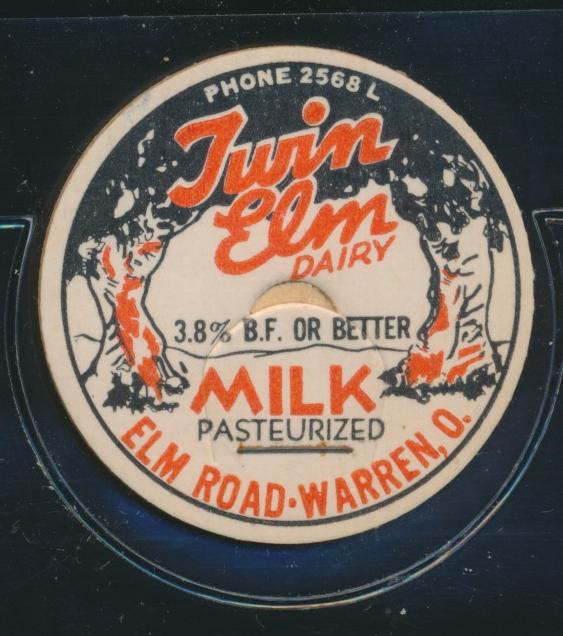 PHONE 2568 L
Twin
Elm
DAIRY
3.8% B.F. OR BETTER
MILK
PASTEURIZED
ELM ROAD·WARREN, O.